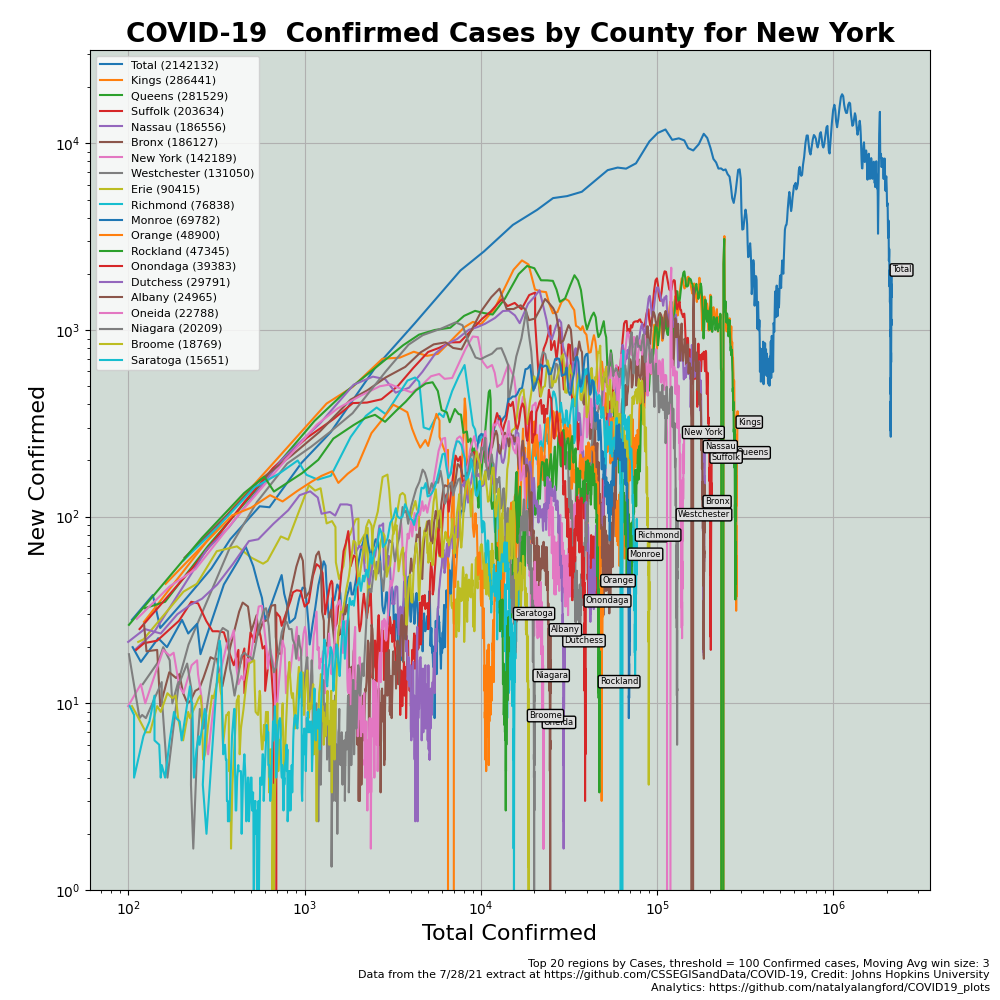 COVID-19  Confirmed Cases by County for New York
Total (2142132)
Kings (286441)
Queens (281529)
Suffolk (203634)
Nassau (186556)
Bronx (186127)
New York (142189)
Westchester (131050)
Erie (90415)
Richmond (76838)
Monroe (69782)
Orange (48900)
Rockland (47345)
Onondaga (39383)
Dutchess (29791)
Albany (24965)
Oneida (22788)
Niagara (20209)
Broome (18769)
Saratoga (15651)
New Confirmed
10⁴
10³
10²
10¹
10⁰
Total
Kings
New York
Nassau
Queens
Suffolk
Bronx
Westchester
Richmond
Monroe
Orange
Onondaga
Saratoga
Albany
Dutchess
Niagara
Rockland
Broome
Oneida
10² 10³ 10⁴ 10⁵ 10⁶
Total Confirmed
Top 20 regions by Cases, threshold = 100 Confirmed cases, Moving Avg win size: 3
Data from the 7/28/21 extract at https://github.com/CSSEGISandData/COVID-19, Credit: Johns Hopkins University
Analytics: https://github.com/natalyalangford/COVID19_plots